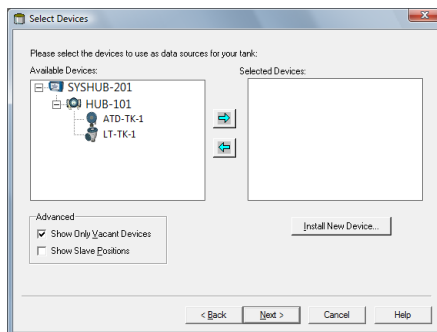 Select Devices
Please select the devices to use as data sources for your tank:
Available Devices:
Selected Devices:
SYSHUB-201
HUB-101
ATD-TK-1
LT-TK-1
Advanced
Show Only Vacant Devices
Show Slave Positions
Install New Device...
< Back
Next >
Cancel
Help